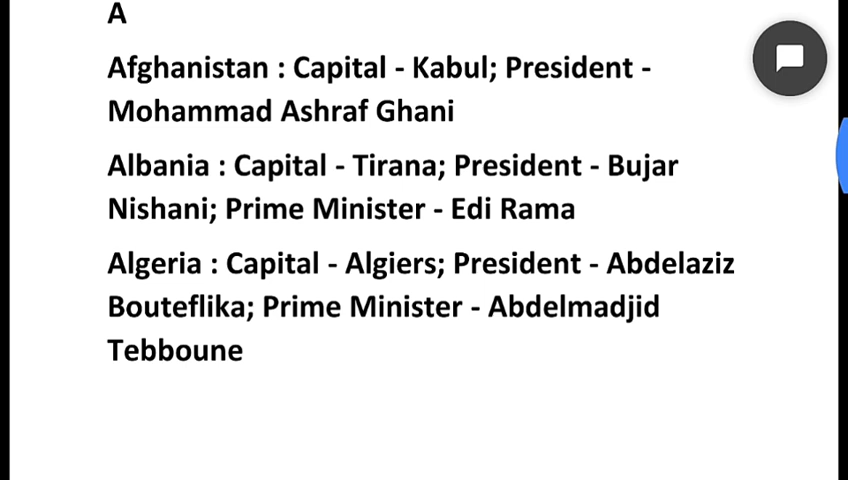 A
Afghanistan : Capital - Kabul; President -
Mohammad Ashraf Ghani
Albania : Capital - Tirana; President - Bujar
Nishani; Prime Minister - Edi Rama
Algeria : Capital - Algiers; President - Abdelaziz
Bouteflika; Prime Minister - Abdelmadjid
Tebboune